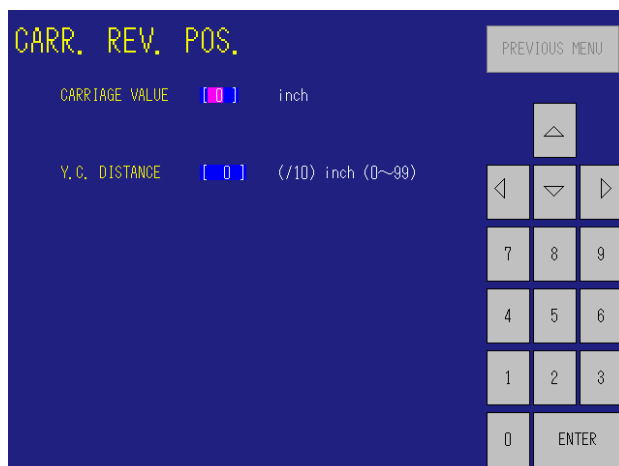 CARR. REV. POS.
PREVIOUS MENU
CARRIAGE VALUE [ 0 ] inch
Y.C. DISTANCE [ 0 ] (/10) inch (0~99)
7 8 9
4 5 6
1 2 3
0 ENTER